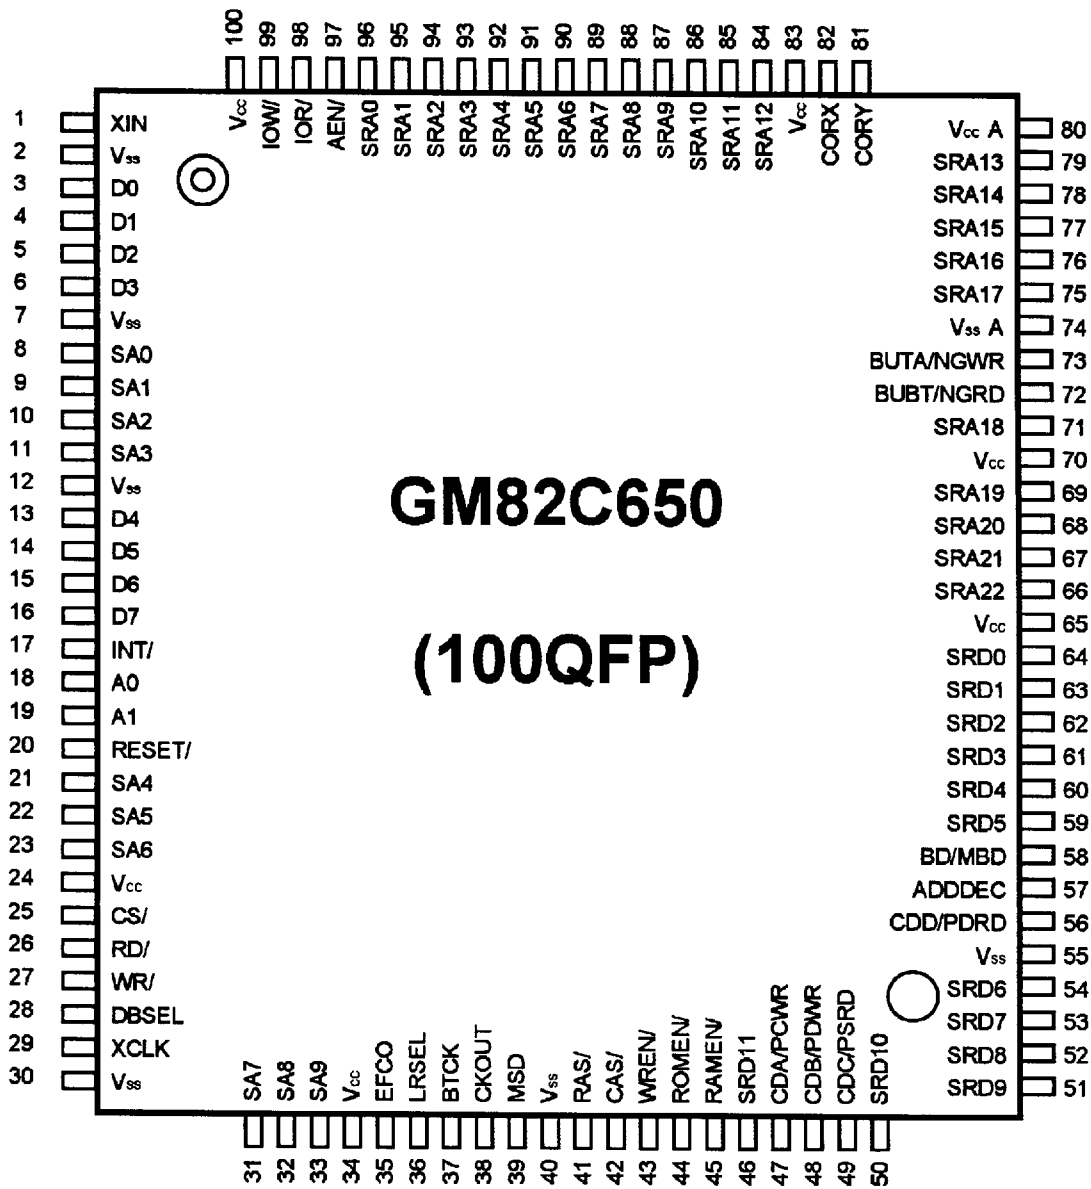 100 99 98 97 96 95 94 93 92 91 90 89 88 87 86 85 84 83 82 81
Vcc IOW/ IOR/ AEN/ SRA0 SRA1 SRA2 SRA3 SRA4 SRA5 SRA6 SRA7 SRA8 SRA9 SRA10 SRA11 SRA12 Vcc CORX CORY
1 XIN
2 Vss
3 D0
4 D1
5 D2
6 D3
7 Vss
8 SA0
9 SA1
10 SA2
11 SA3
12 Vss
13 D4
14 D5
15 D6
16 D7
17 INT/
18 A0
19 A1
20 RESET/
21 SA4
22 SA5
23 SA6
24 Vcc
25 CS/
26 RD/
27 WR/
28 DBSEL
29 XCLK
30 Vss
GM82C650
(100QFP)
Vcc A 80
SRA13 79
SRA14 78
SRA15 77
SRA16 76
SRA17 75
Vss A 74
BUTA/NGWR 73
BUBT/NGRD 72
SRA18 71
Vcc 70
SRA19 69
SRA20 68
SRA21 67
SRA22 66
Vcc 65
SRD0 64
SRD1 63
SRD2 62
SRD3 61
SRD4 60
SRD5 59
BD/MBD 58
ADDDEC 57
CDD/PDRD 56
Vss 55
SRD6 54
SRD7 53
SRD8 52
SRD9 51
SA7 SA8 SA9 Vcc EFCO LRSEL BTCK CKOUT MSD Vss RAS/ CAS/ WREN/ ROMEN/ RAMEN/ SRD11 CDA/PCWR CDB/PDWR CDC/PSRD SRD10
31 32 33 34 35 36 37 38 39 40 41 42 43 44 45 46 47 48 49 50